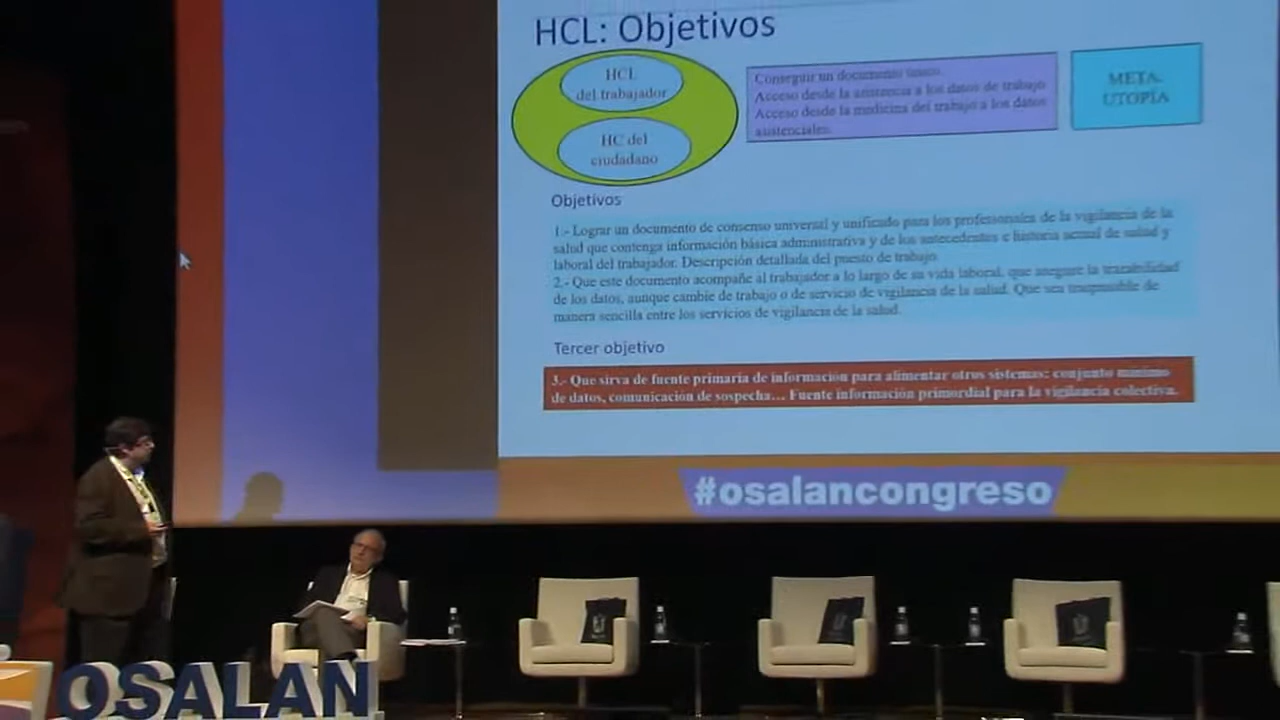 HCL: Objetivos
HCL
del trabajador
HC del
ciudadano
Conseguir un documento único.
Acceso desde la asistencia a los datos de trabajo
Acceso desde la medicina del trabajo a los datos
asistenciales.
META.
UTOPÍA
Objetivos
1.- Lograr un documento de consenso universal y unificado para los profesionales de la vigilancia de la
salud que contenga información básica administrativa y de los antecedentes e historia actual de salud y
laboral del trabajador. Descripción detallada del puesto de trabajo.
2.- Que este documento acompañe al trabajador a lo largo de su vida laboral, que asegure la trazabilidad
de los datos, aunque cambie de trabajo o de servicio de vigilancia de la salud. Que sea traspasable de
manera sencilla entre los servicios de vigilancia de la salud.
Tercer objetivo
3.- Que sirva de fuente primaria de información para alimentar otros sistemas: conjunto mínimo
de datos, comunicación de sospecha... Fuente información primordial para la vigilancia colectiva.
#osalancongreso
OSALAN